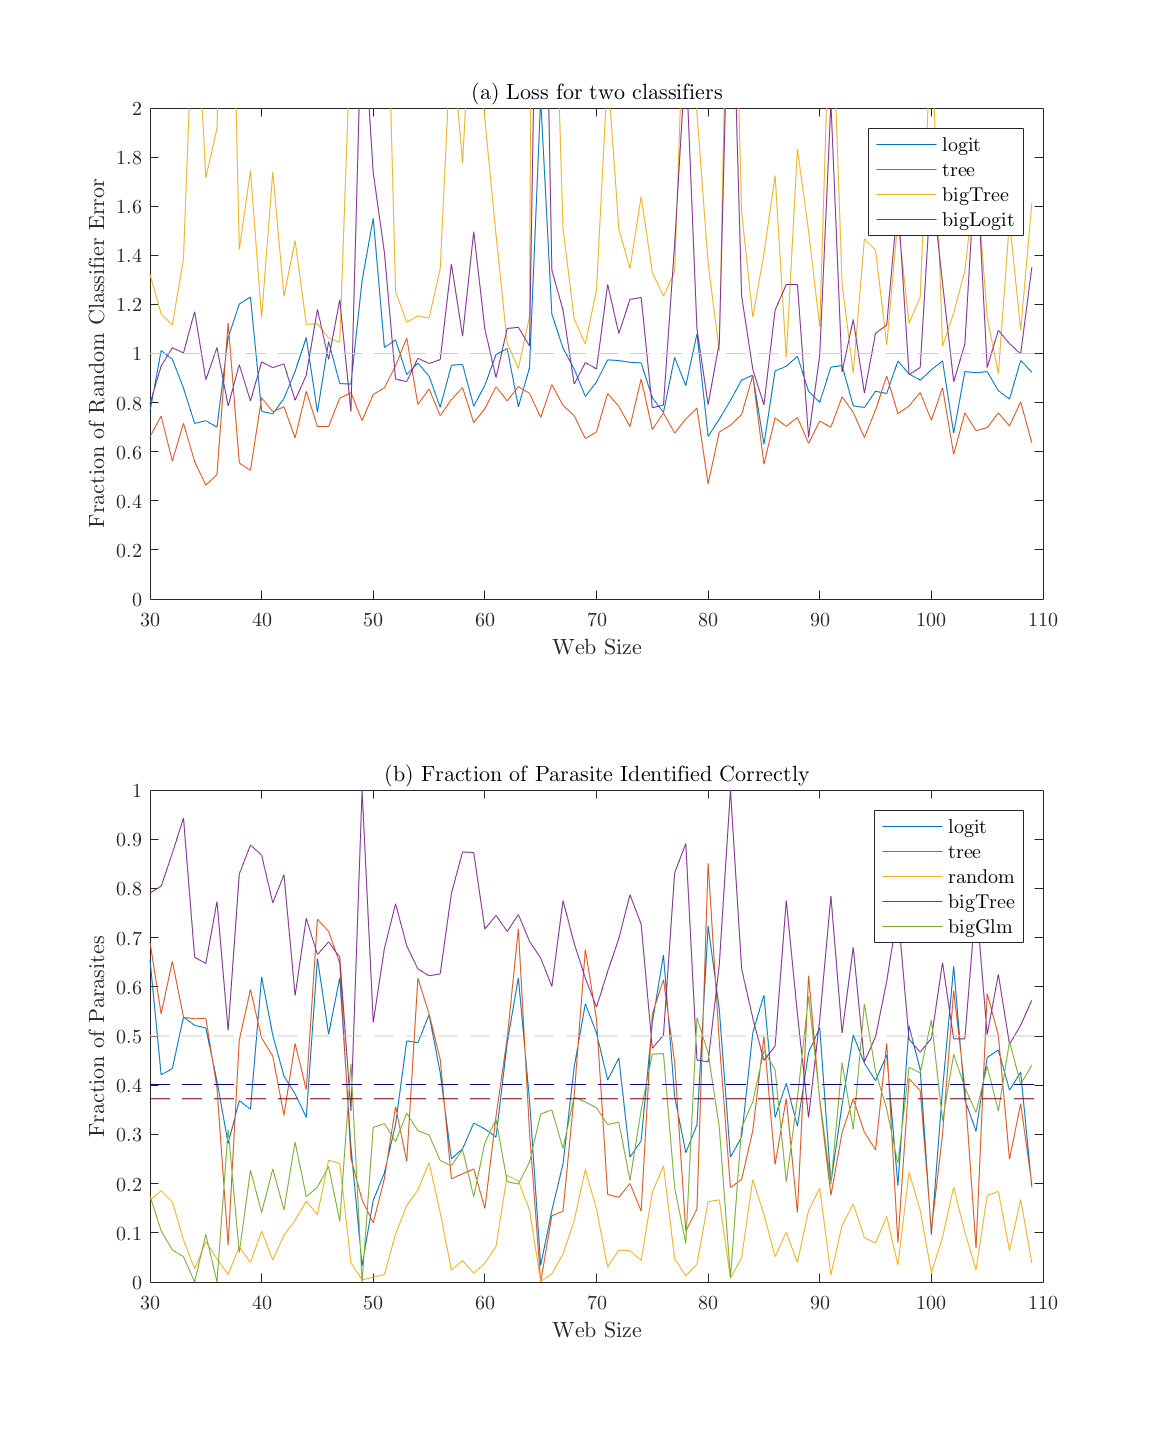 (a) Loss for two classifiers
Fraction of Random Classifier Error
2
1.8
1.6
1.4
1.2
1
0.8
0.6
0.4
0.2
0
logit
tree
bigTree
bigLogit
30 40 50 60 70 80 90 100 110
Web Size
(b) Fraction of Parasite Identified Correctly
Fraction of Parasites
1
0.9
0.8
0.7
0.6
0.5
0.4
0.3
0.2
0.1
0
logit
tree
random
bigTree
bigGlm
30 40 50 60 70 80 90 100 110
Web Size